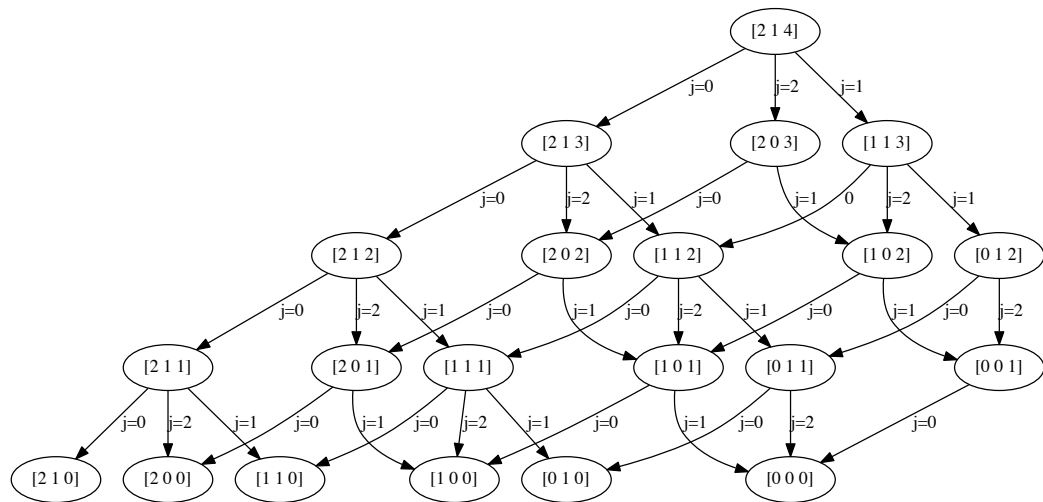 [2 1 4]
j=0 j=2 j=1
[2 1 3] [2 0 3] [1 1 3]
j=0 j=2 j=1 j=0 j=1 0 j=2 j=1
[2 1 2] [2 0 2] [1 1 2] [1 0 2] [0 1 2]
j=0 j=2 j=1 j=0 j=1 j=0 j=2 j=1 j=0 j=1 j=0 j=2
[2 1 1] [2 0 1] [1 1 1] [1 0 1] [0 1 1] [0 0 1]
j=0 j=2 j=1 j=0 j=1 j=0 j=2 j=1 j=0 j=1 j=0 j=2 j=0
[2 1 0] [2 0 0] [1 1 0] [1 0 0] [0 1 0] [0 0 0]